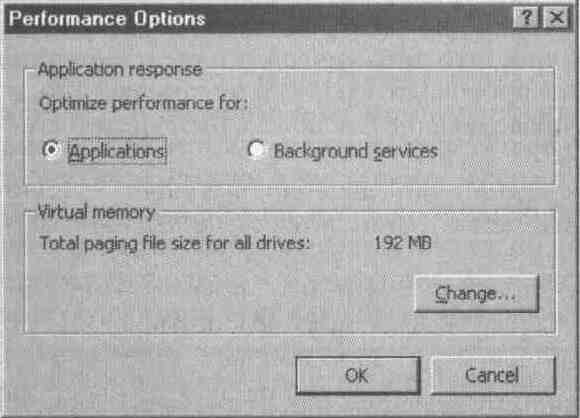 Performance Options
Application response
Optimize performance for:
Applications
Background services
Virtual memory
Total paging file size for all drives: 192 MB
Change...
OK
Cancel